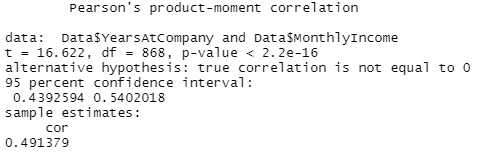 Pearson's product-moment correlation
data:  Data$YearsAtCompany and Data$MonthlyIncome
t = 16.622, df = 868, p-value < 2.2e-16
alternative hypothesis: true correlation is not equal to 0
95 percent confidence interval:
0.4392594 0.5402018
sample estimates:
cor
0.491379